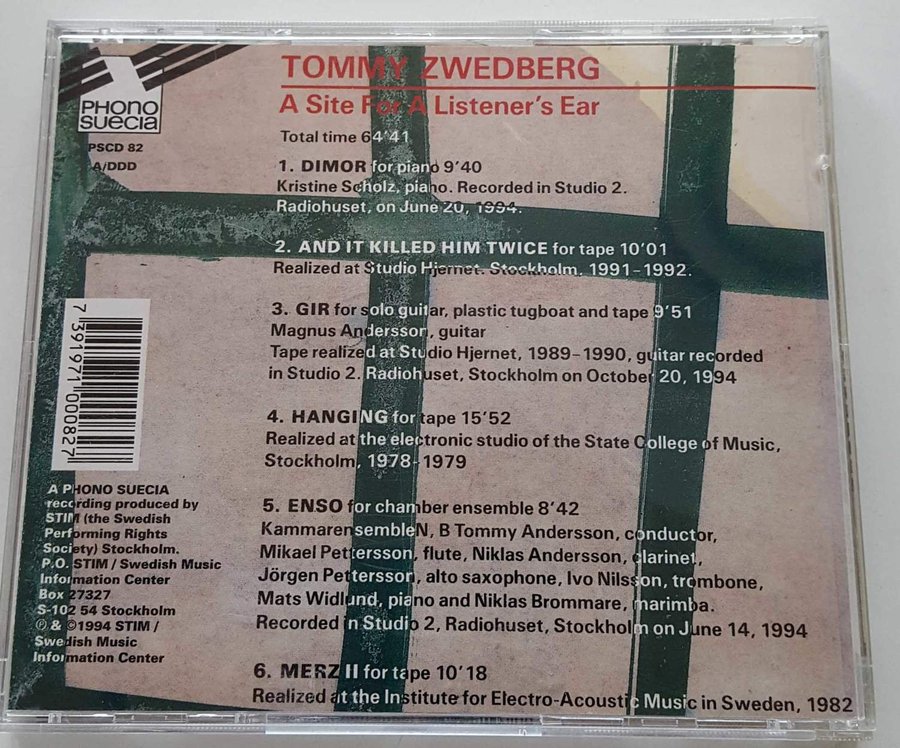 PHONO
SUECIA
PSCD 82
A/DDD
TOMMY ZWEDBERG
A Site For A Listener's Ear
Total time 64'41
1. DIMOR for piano 9'40
Kristine Scholz, piano. Recorded in Studio 2.
Radiohuset, on June 20, 1994.
2. AND IT KILLED HIM TWICE for tape 10'01
Realized at Studio Hjernet. Stockholm, 1991–1992.
3. GIR for solo guitar, plastic tugboat and tape 9'51
Magnus Andersson, guitar
Tape realized at Studio Hjernet, 1989–1990, guitar recorded
in Studio 2. Radiohuset, Stockholm on October 20, 1994
4. HANGING for tape 15'52
Realized at the electronic studio of the State College of Music,
Stockholm, 1978–1979
5. ENSO for chamber ensemble 8'42
KammarensembleN, B Tommy Andersson, conductor,
Mikael Pettersson, flute, Niklas Andersson, clarinet,
Jörgen Pettersson, alto saxophone, Ivo Nilsson, trombone,
Mats Widlund, piano and Niklas Brommare, marimba.
Recorded in Studio 2, Radiohuset, Stockholm on June 14, 1994
6. MERZ II for tape 10'18
Realized at the Institute for Electro-Acoustic Music in Sweden, 1982
7 391971 000827
A PHONO SUECIA
recording produced by
STIM (the Swedish
Performing Rights
Society) Stockholm.
P.O. STIM / Swedish Music
Information Center
Box 27327
S-102 54 Stockholm
℗ & ©1994 STIM /
Swedish Music
Information Center